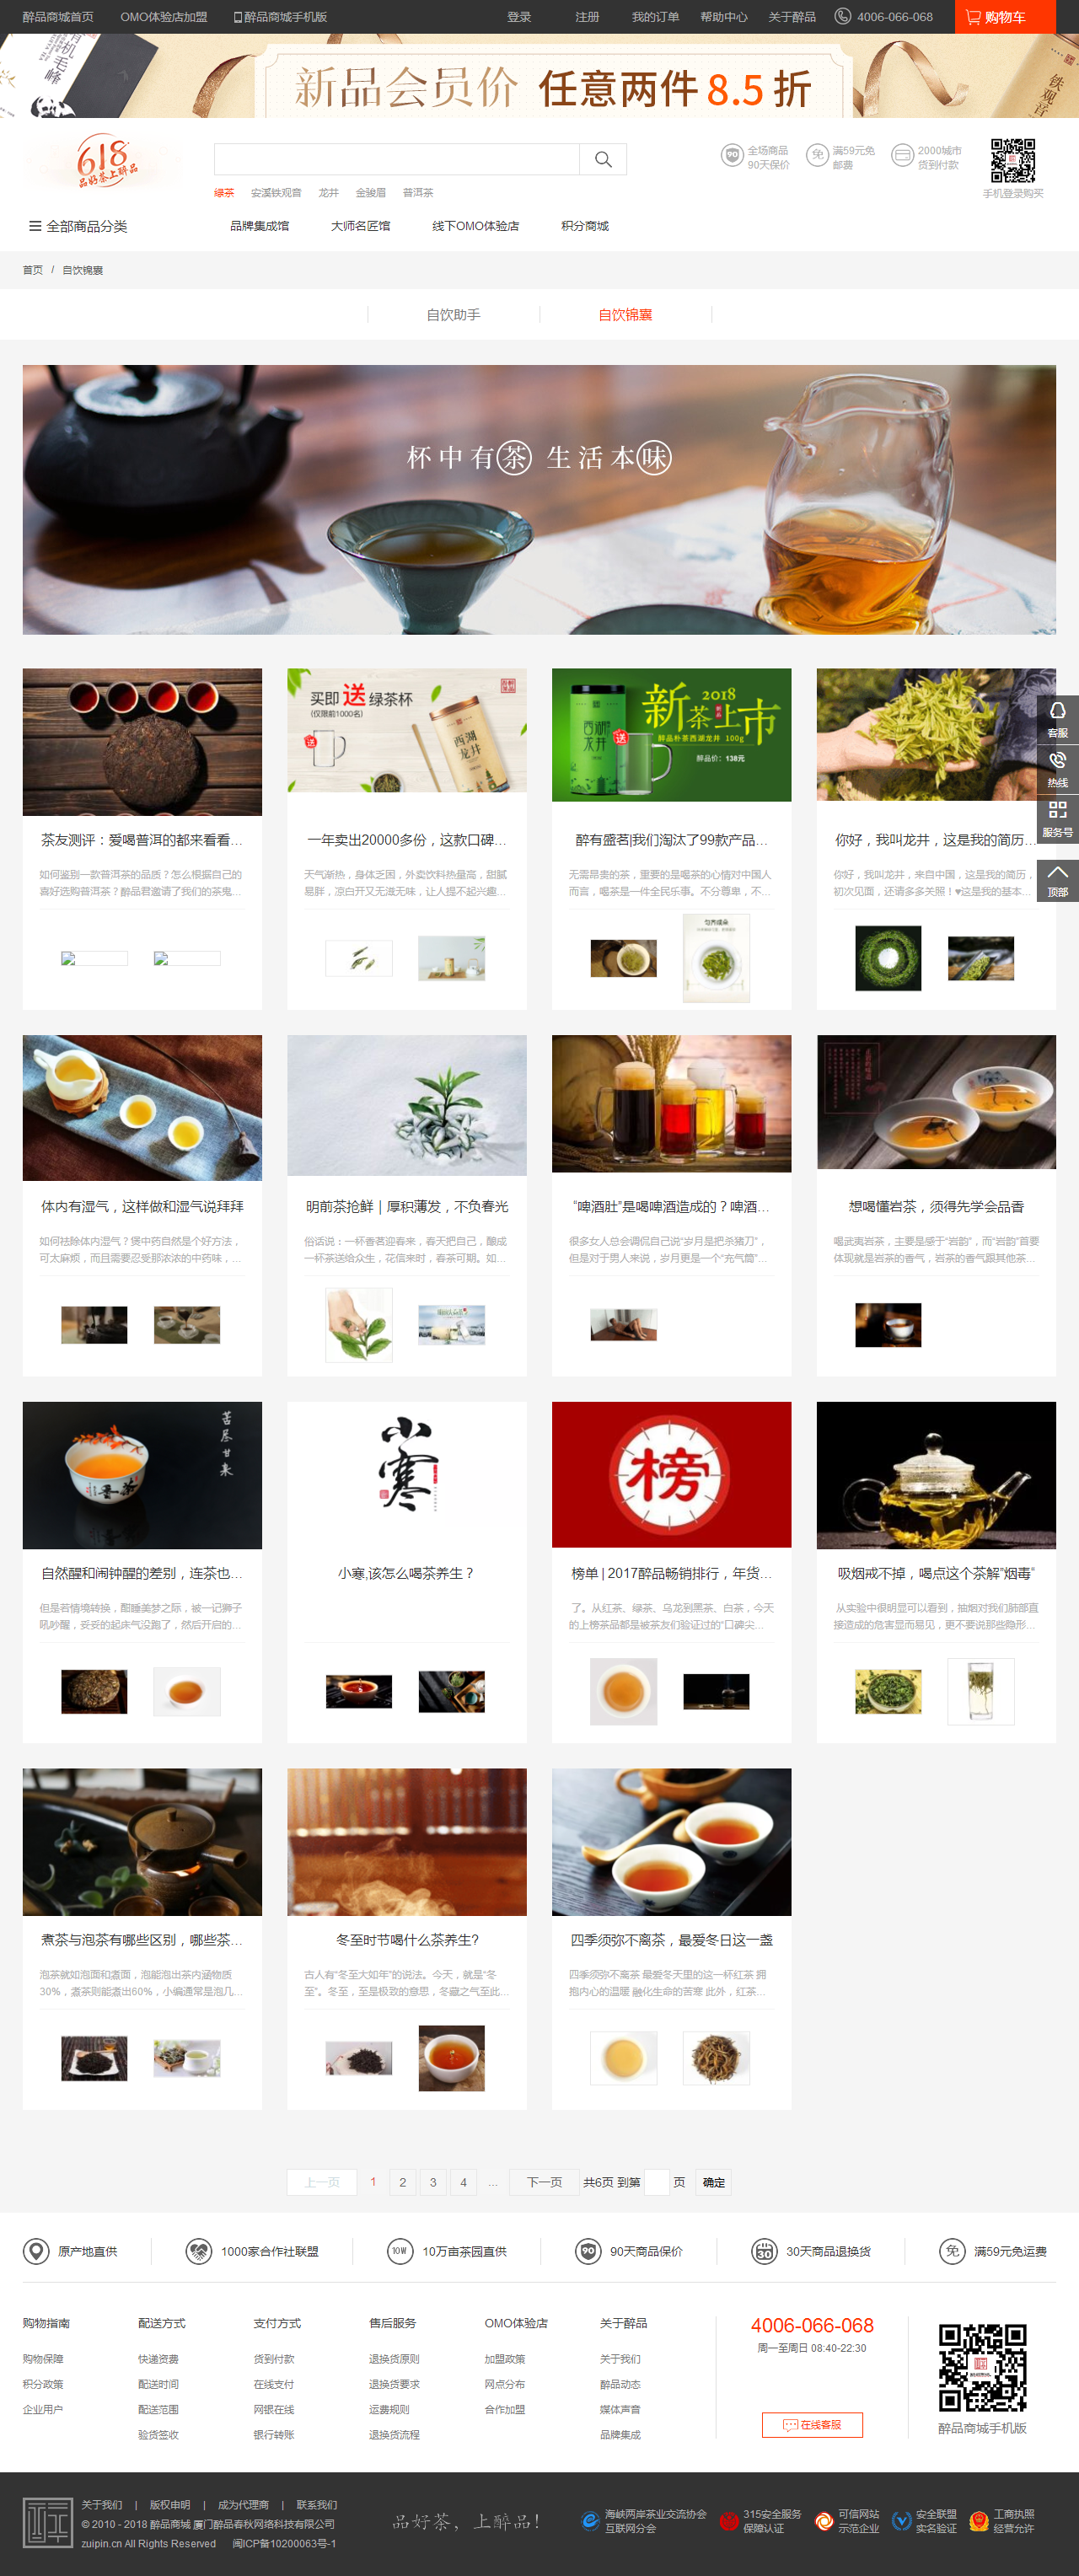 醉品商城首页 OMO体验店加盟 醉品商城手机版 登录 注册 我的订单 帮助中心 关于醉品 4006-066-068 购物车
有机毛峰
新品会员价 任意两件 8.5 折
铁观音
618
品好茶上醉品
90 全场商品 90天保价
免 满59元免邮费
2000城市 货到付款
手机登录购买
绿茶 安溪铁观音 龙井 金骏眉 普洱茶
全部商品分类 品牌集成馆 大师名匠馆 线下OMO体验店 积分商城
首页 / 自饮锦囊
自饮助手 自饮锦囊
杯中有茶 生活本味
客服
热线
服务号
顶部
买即送绿茶杯
(仅限前1000名)
送
西湖龙井
2018
新茶上市
新品
醉品朴茶西湖龙井 100g
醉品价：138元
送
西湖龙井
茶友测评：爱喝普洱的都来看看...
如何鉴别一款普洱茶的品质？怎么根据自己的
喜好选购普洱茶？醉品君邀请了我们的茶鬼...
一年卖出20000多份，这款口碑...
天气渐热，身体乏困，外卖饮料热量高，甜腻
易胖，凉白开又无滋无味，让人提不起兴趣...
醉有盛茗|我们淘汰了99款产品...
无需昂贵的茶，重要的是喝茶的心情对中国人
而言，喝茶是一件全民乐事。不分尊卑，不...
你好，我叫龙井，这是我的简历...
你好，我叫龙井，来自中国，这是我的简历，
初次见面，还请多多关照！♥这是我的基本...
体内有湿气，这样做和湿气说拜拜
如何祛除体内湿气？煲中药自然是个好方法，
可太麻烦，而且需要忍受那浓浓的中药味，...
明前茶抢鲜｜厚积薄发，不负春光
俗话说：一杯香茗迎春来，春天把自己，酿成
一杯茶送给众生，花信来时，春茶可期。如...
“啤酒肚”是喝啤酒造成的？啤酒...
很多女人总会调侃自己说“岁月是把杀猪刀”，
但是对于男人来说，岁月更是一个“充气筒”...
想喝懂岩茶，须得先学会品香
喝武夷岩茶，主要是感于“岩韵”，而“岩韵”首要
体现就是岩茶的香气，岩茶的香气跟其他茶...
苦尽甘来
小寒
榜
自然醒和闹钟醒的差别，连茶也...
但是若情境转换，酣睡美梦之际，被一记狮子
吼吵醒，妥妥的起床气没跑了，然后开启的...
小寒,该怎么喝茶养生？
榜单 | 2017醉品畅销排行，年货...
了。从红茶、绿茶、乌龙到黑茶、白茶，今天
的上榜茶品都是被茶友们验证过的“口碑尖...
吸烟戒不掉，喝点这个茶解”烟毒“
从实验中很明显可以看到，抽烟对我们肺部直
接造成的危害显而易见，更不要说那些隐形...
煮茶与泡茶有哪些区别，哪些茶...
泡茶就如泡面和煮面，泡能泡出茶内涵物质
30%，煮茶则能煮出60%，小编通常是泡几...
冬至时节喝什么茶养生?
古人有“冬至大如年”的说法。今天，就是“冬
至”。冬至，至是极致的意思，冬藏之气至此...
四季须弥不离茶，最爱冬日这一盏
四季须弥不离茶 最爱冬天里的这一杯红茶 拥
抱内心的温暖 融化生命的苦寒 此外，红茶...
上一页 1 2 3 4 ... 下一页 共6页 到第 页 确定
原产地直供 1000家合作社联盟 10W 10万亩茶园直供 90 90天商品保价 30 30天商品退换货 免 满59元免运费
购物指南 配送方式 支付方式 售后服务 OMO体验店 关于醉品
购物保障 快递资费 货到付款 退换货原则 加盟政策 关于我们
积分政策 配送时间 在线支付 退换货要求 网点分布 醉品动态
企业用户 配送范围 网银在线 运费规则 合作加盟 媒体声音
验货签收 银行转账 退换货流程 品牌集成
4006-066-068
周一至周日 08:40-22:30
在线客服
醉品商城手机版
关于我们 | 版权申明 | 成为代理商 | 联系我们
© 2010 - 2018 醉品商城 厦门醉品春秋网络科技有限公司
zuipin.cn All Rights Reserved 闽ICP备10200063号-1
品好茶，上醉品！
海峡两岸茶业交流协会 互联网分会
315安全服务 保障认证
可信网站 示范企业
安全联盟 实名验证
工商执照 经营允许